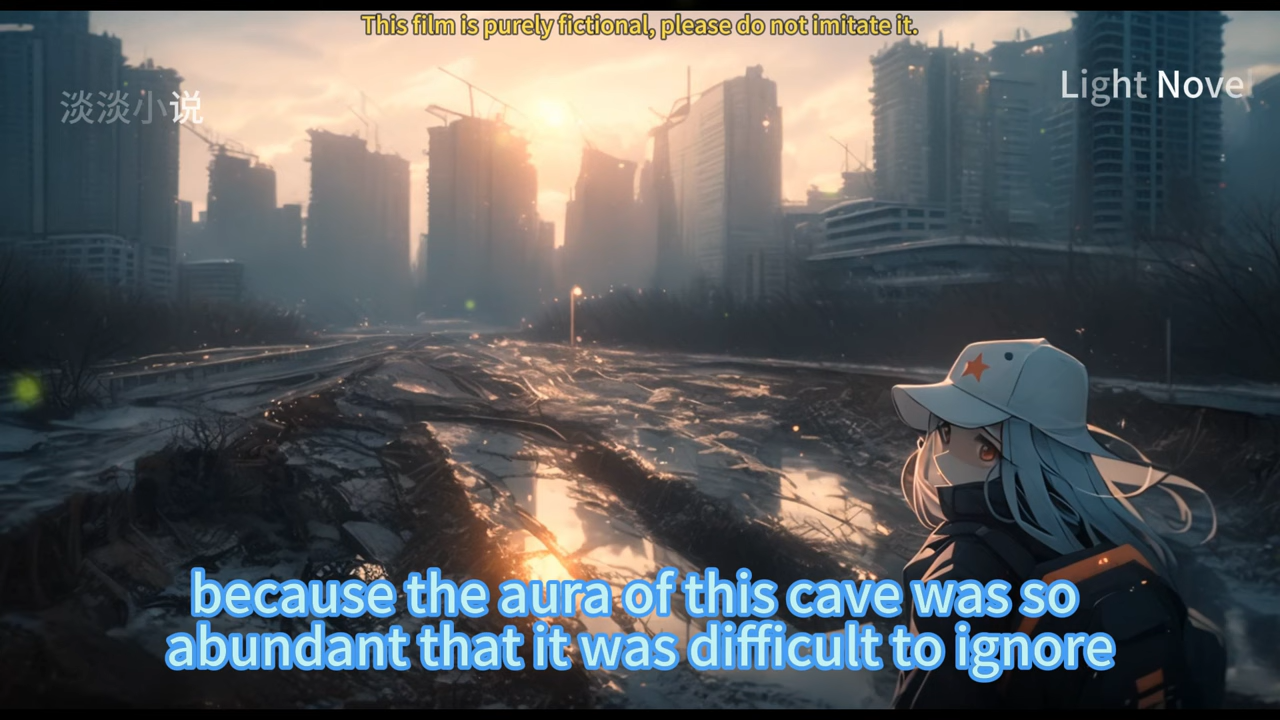 This film is purely fictional, please do not imitate it.
淡淡小说
Light Novel
because the aura of this cave was so
abundant that it was difficult to ignore